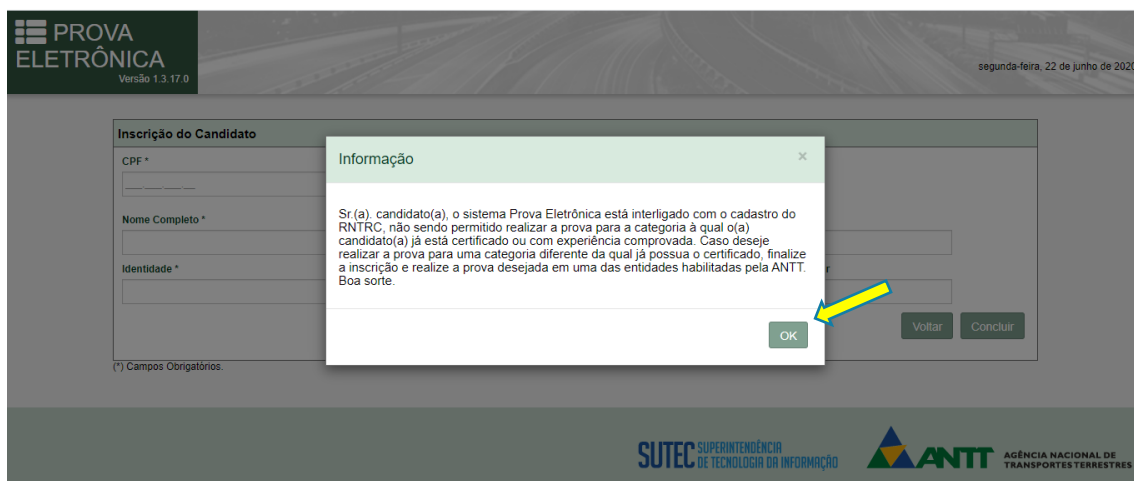 PROVA
ELETRÔNICA
Versão 1.3.17.0
segunda-feira, 22 de junho de 2020
Inscrição do Candidato
CPF *
___.___.___-__
Nome Completo *
Identidade *
Informação
×
Sr.(a). candidato(a), o sistema Prova Eletrônica está interligado com o cadastro do
RNTRC, não sendo permitido realizar a prova para a categoria à qual o(a)
candidato(a) já está certificado ou com experiência comprovada. Caso deseje
realizar a prova para uma categoria diferente da qual já possua o certificado, finalize
a inscrição e realize a prova desejada em uma das entidades habilitadas pela ANTT.
Boa sorte.
OK
r
Voltar
Concluir
(*) Campos Obrigatórios.
SUTEC SUPERINTENDÊNCIA
DE TECNOLOGIA DA INFORMAÇÃO
ANTT AGÊNCIA NACIONAL DE
TRANSPORTES TERRESTRES